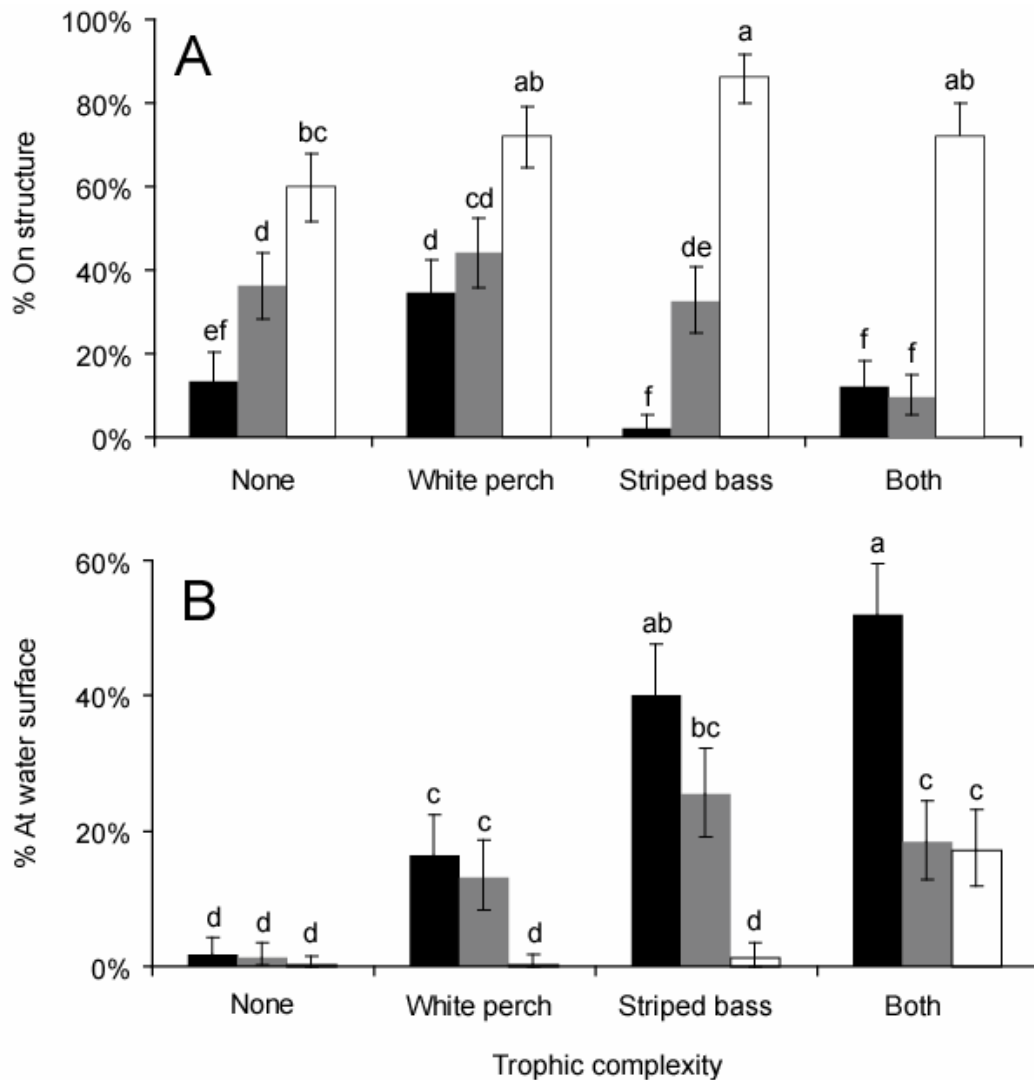 100%
A
a
ab
ab
80%
bc
60%
cd
d
d
de
40%
ef
f
f
20%
f
0%
% On structure
None White perch Striped bass Both
60%
B
a
ab
40%
bc
c
c
20%
c
c
d
d
d
d
d
0%
% At water surface
None White perch Striped bass Both
Trophic complexity